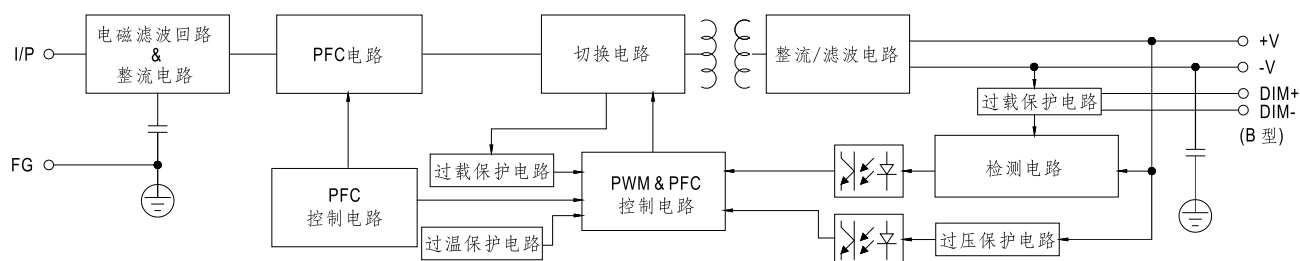 I/P
电磁滤波回路
&
整流电路
PFC电路
切换电路
整流/滤波电路
+V
-V
DIM+
DIM-
(B 型)
过载保护电路
FG
过载保护电路
PWM & PFC
控制电路
检测电路
PFC
控制电路
过温保护电路
过压保护电路